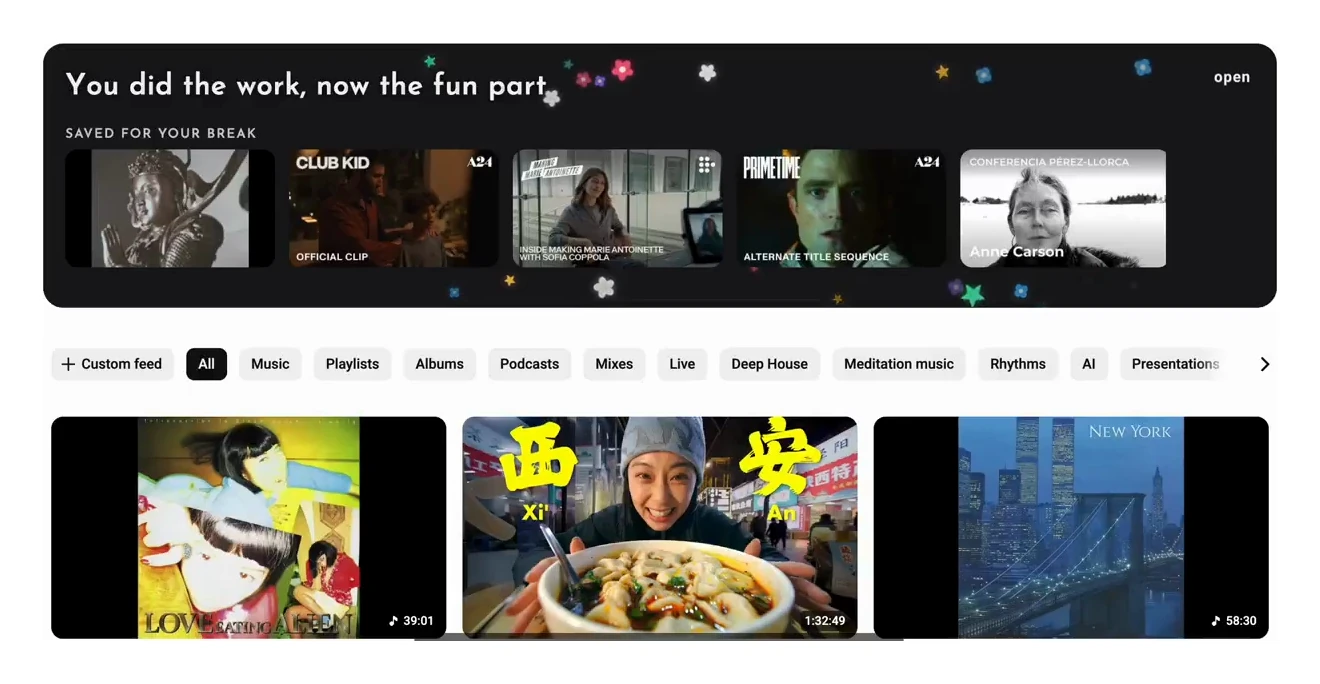 You did the work, now the fun part
open
SAVED FOR YOUR BREAK
CLUB KID
A24
OFFICIAL CLIP
MAKING
MARIE ANTOINETTE
INSIDE MAKING MARIE ANTOINETTE
WITH SOFIA COPPOLA
PRIMETIME
A24
ALTERNATE TITLE SEQUENCE
CONFERENCIA PÉREZ-LLORCA
Anne Carson
+ Custom feed
All
Music
Playlists
Albums
Podcasts
Mixes
Live
Deep House
Meditation music
Rhythms
AI
Presentations
LOVE EATING ALIEN
39:01
西安
Xi' An
1:32:49
NEW YORK
58:30